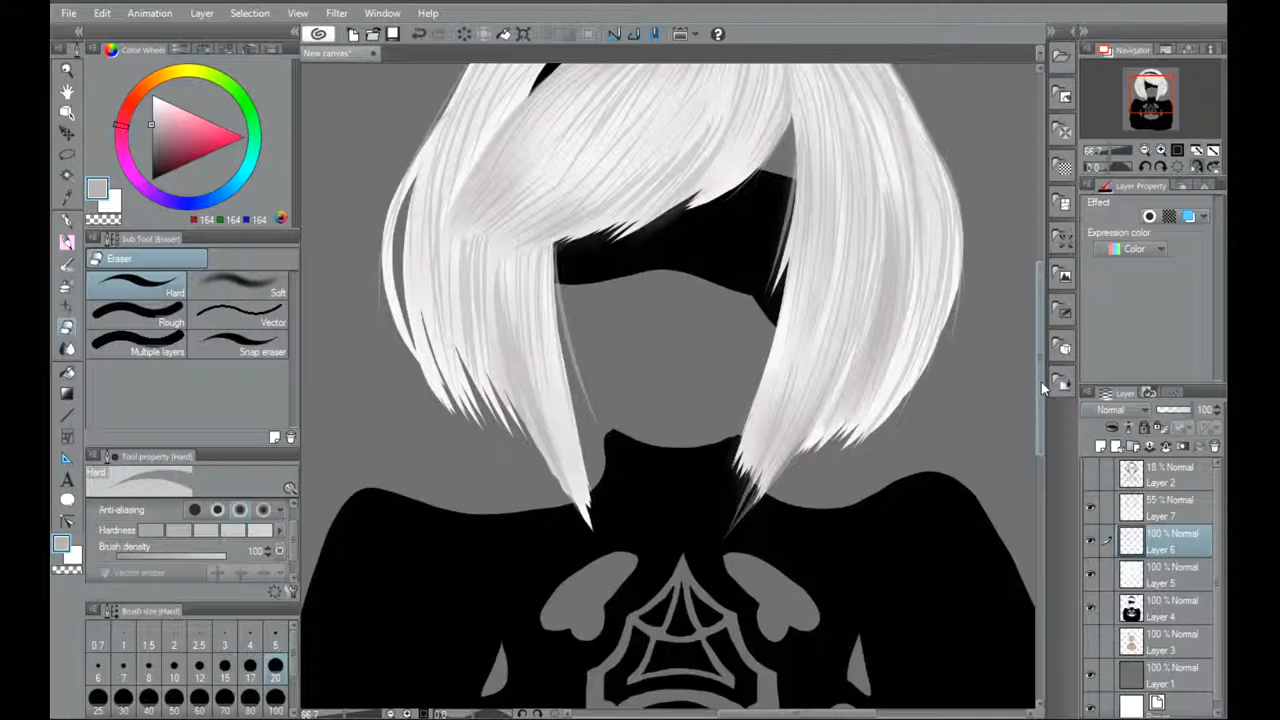 File Edit Animation Layer Selection View Filter Window Help
Color Wheel
New canvas*
Navigator
66.7
0.0
164 164 164
Layer Property
Effect
Expression color
Color
Sub Tool [Eraser]
Eraser
Hard Soft
Rough Vector
Multiple layers Snap eraser
Tool property [Hard]
Hard
Anti-aliasing
Hardness
Brush density 100
Vector eraser
Brush size [Hard]
0.7 1 1.5 2 2.5 3 4 5
6 7 8 10 12 15 17 20
25 30 40 50 60 70 80 100
Layer
Normal 100
18 % Normal
Layer 2
55 % Normal
Layer 7
100 % Normal
Layer 6
100 % Normal
Layer 5
100 % Normal
Layer 4
100 % Normal
Layer 3
100 % Normal
Layer 1
66.7 0.0